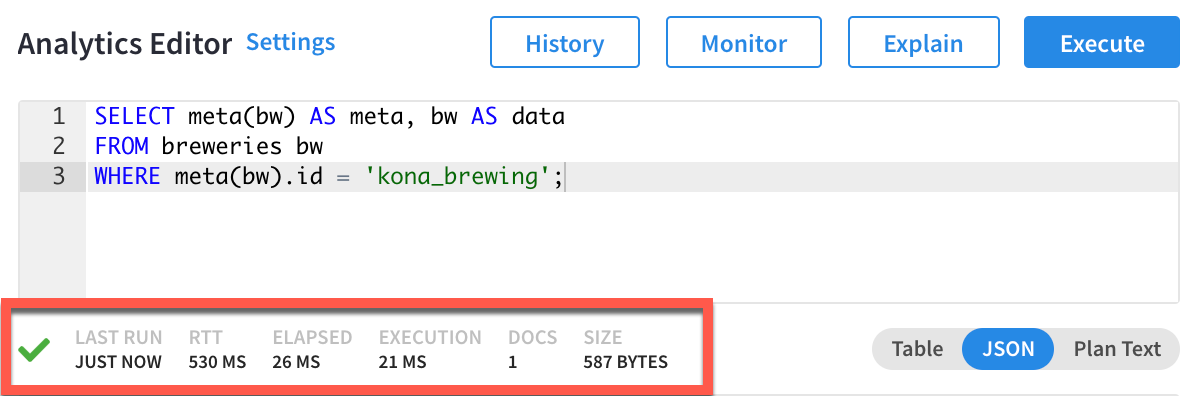 Analytics Editor Settings History Monitor Explain Execute
1 SELECT meta(bw) AS meta, bw AS data
2 FROM breweries bw
3 WHERE meta(bw).id = 'kona_brewing';
LAST RUN RTT ELAPSED EXECUTION DOCS SIZE
JUST NOW 530 MS 26 MS 21 MS 1 587 BYTES
Table JSON Plan Text